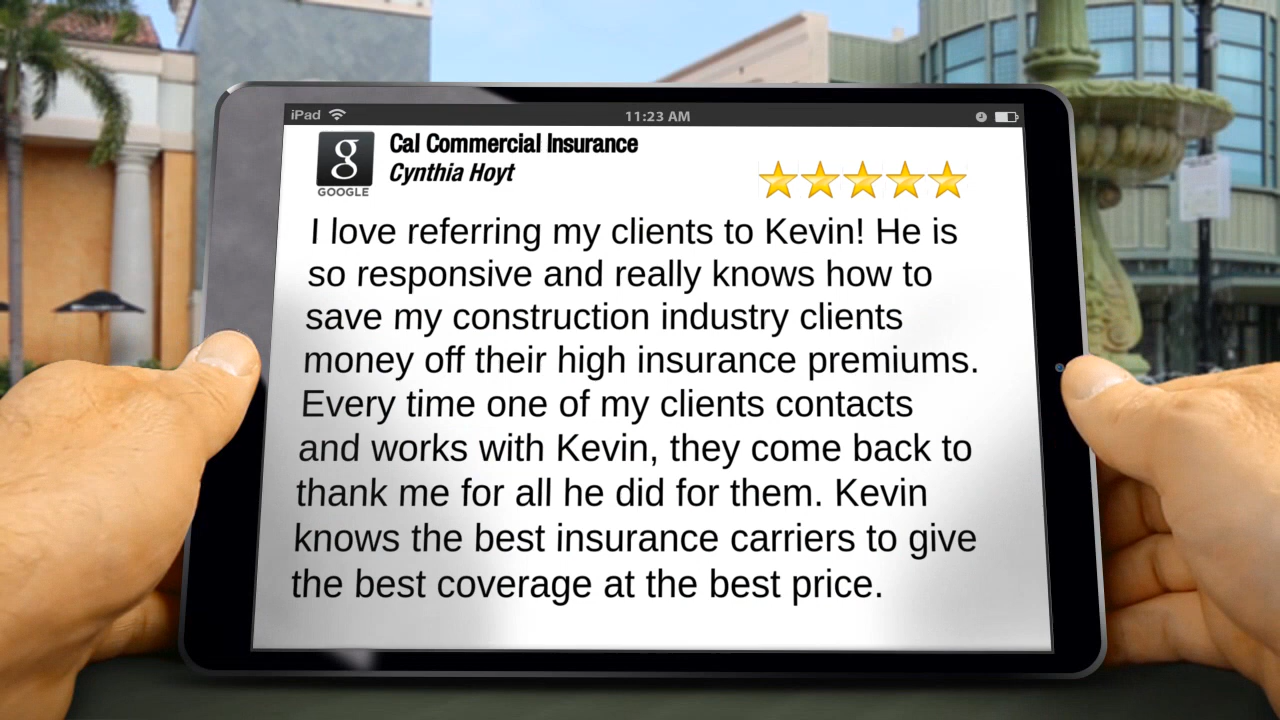 iPad 11:23 AM
g
GOOGLE
Cal Commercial Insurance
Cynthia Hoyt
I love referring my clients to Kevin! He is
so responsive and really knows how to
save my construction industry clients
money off their high insurance premiums.
Every time one of my clients contacts
and works with Kevin, they come back to
thank me for all he did for them. Kevin
knows the best insurance carriers to give
the best coverage at the best price.